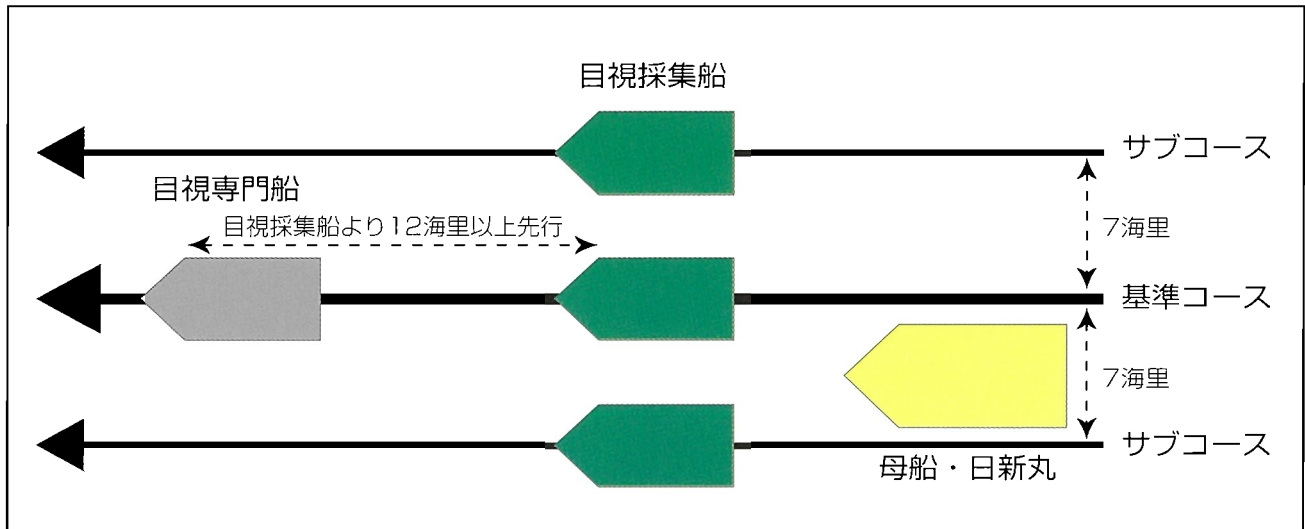 目視採集船
サブコース
目視専門船
目視採集船より12海里以上先行
7海里
基準コース
7海里
サブコース
母船・日新丸